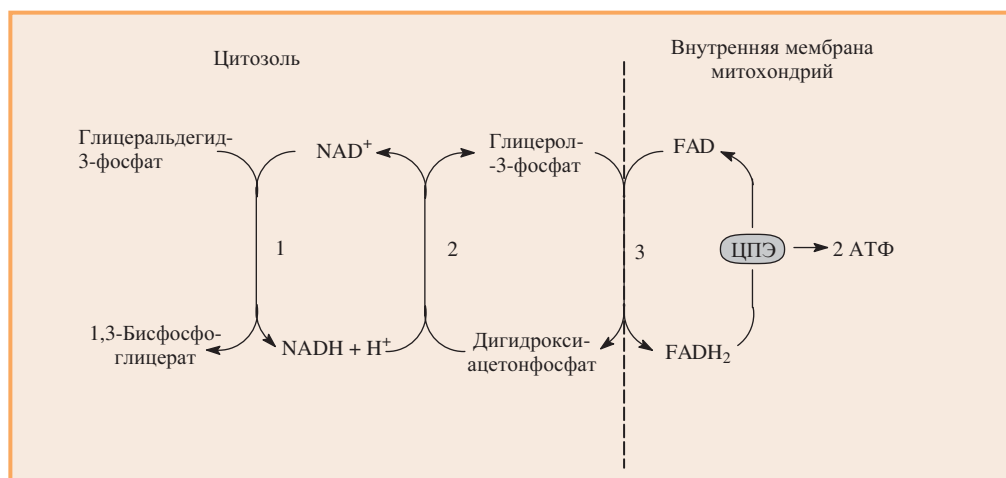 Цитозоль
Внутренняя мембрана
митохондрий
Глицеральдегид-
3-фосфат
NAD⁺
Глицерол-
-3-фосфат
FAD
1
2
3
ЦПЭ
2 АТФ
1,3-Бисфосфо-
глицерат
NADH + H⁺
Дигидрокси-
ацетонфосфат
FADH₂